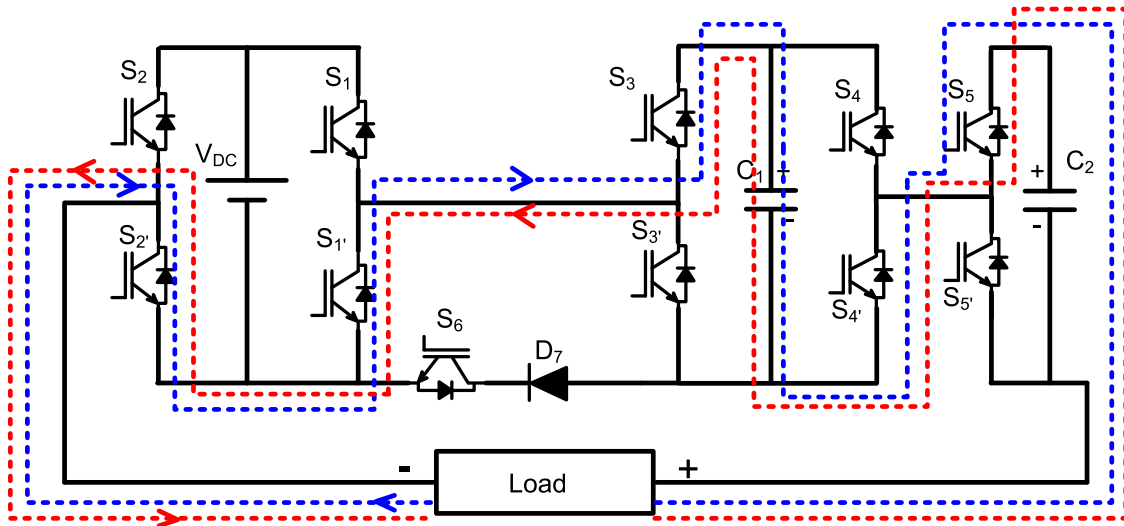 S2
S1
S3
S4
S5
VDC
C1
+
-
+
-
C2
S2'
S1'
S3'
S4'
S5'
S6
D7
-
Load
+